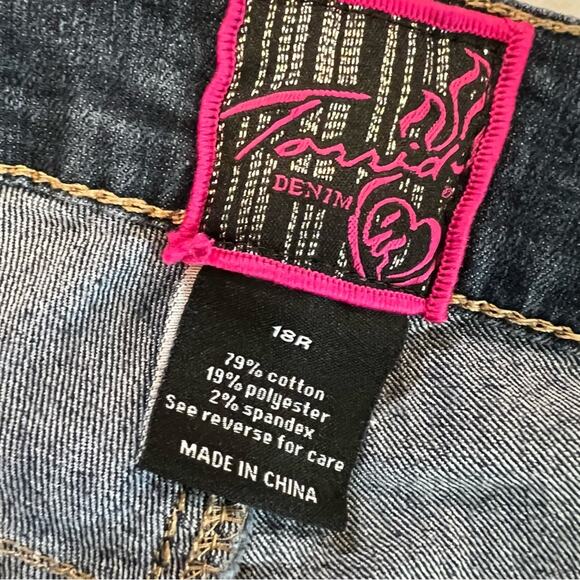 Torrid
DENIM
18R
79% cotton
19% polyester
2% spandex
See reverse for care
MADE IN CHINA